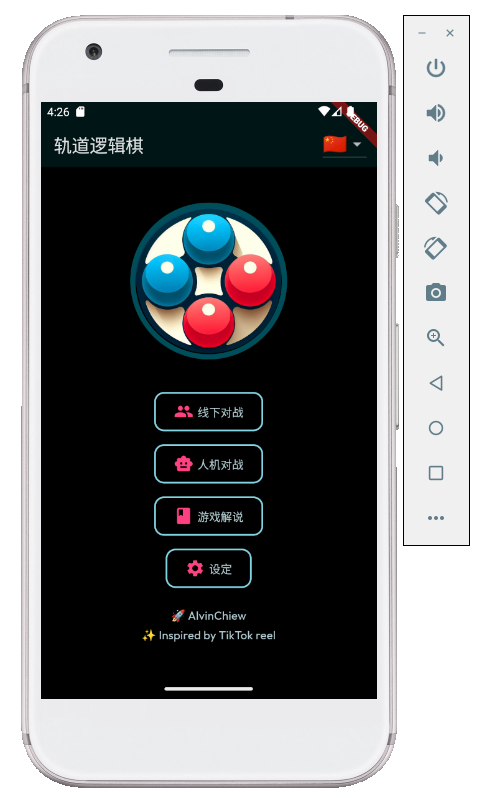 4:26
DEBUG
轨道逻辑棋
线下对战
人机对战
游戏解说
设定
🚀 AlvinChiew
✨ Inspired by TikTok reel